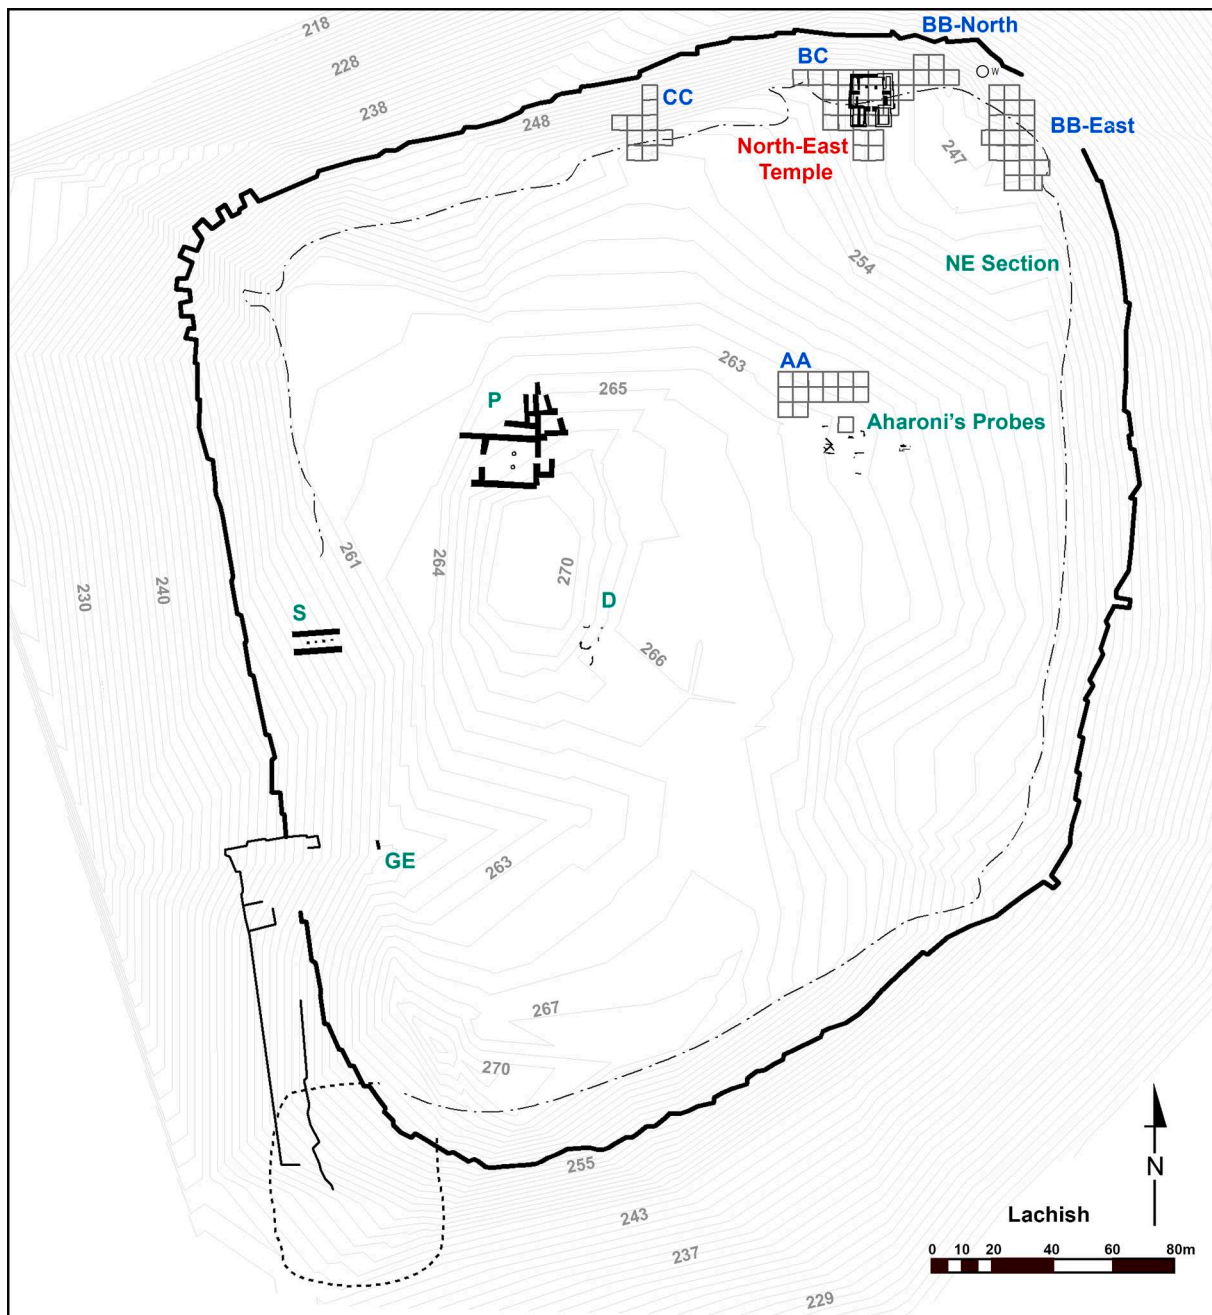 218
BB-North
228
BC
W
238
CC
248
BB-East
North-East
Temple
247
254
NE Section
263
AA
265
P
Aharoni's Probes
261
264
270
230
240
S
D
266
GE
263
267
270
255
N
243
Lachish
237
0 10 20 40 60 80m
229